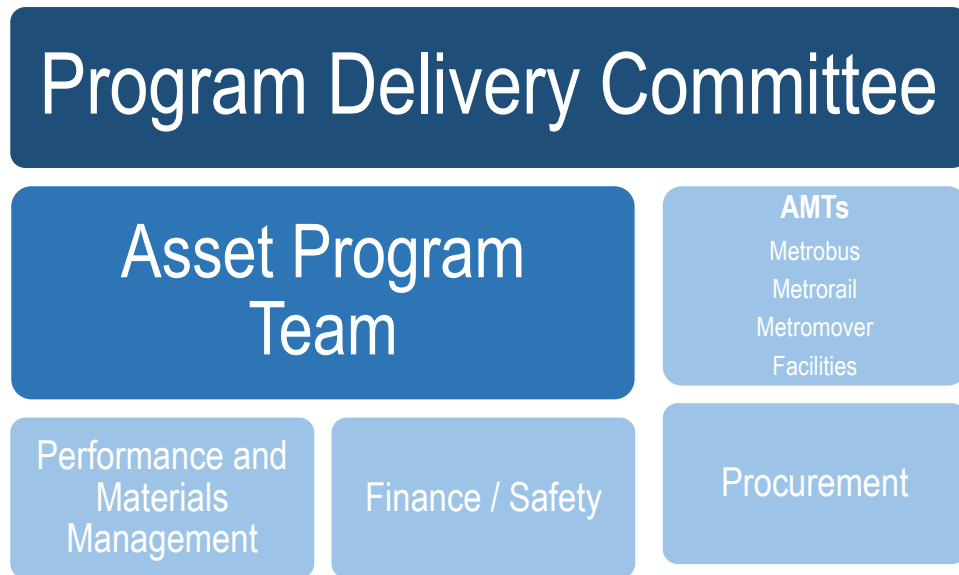 Program Delivery Committee
Asset Program
Team
AMTs
Metrobus
Metrorail
Metromover
Facilities
Performance and
Materials
Management
Finance / Safety
Procurement